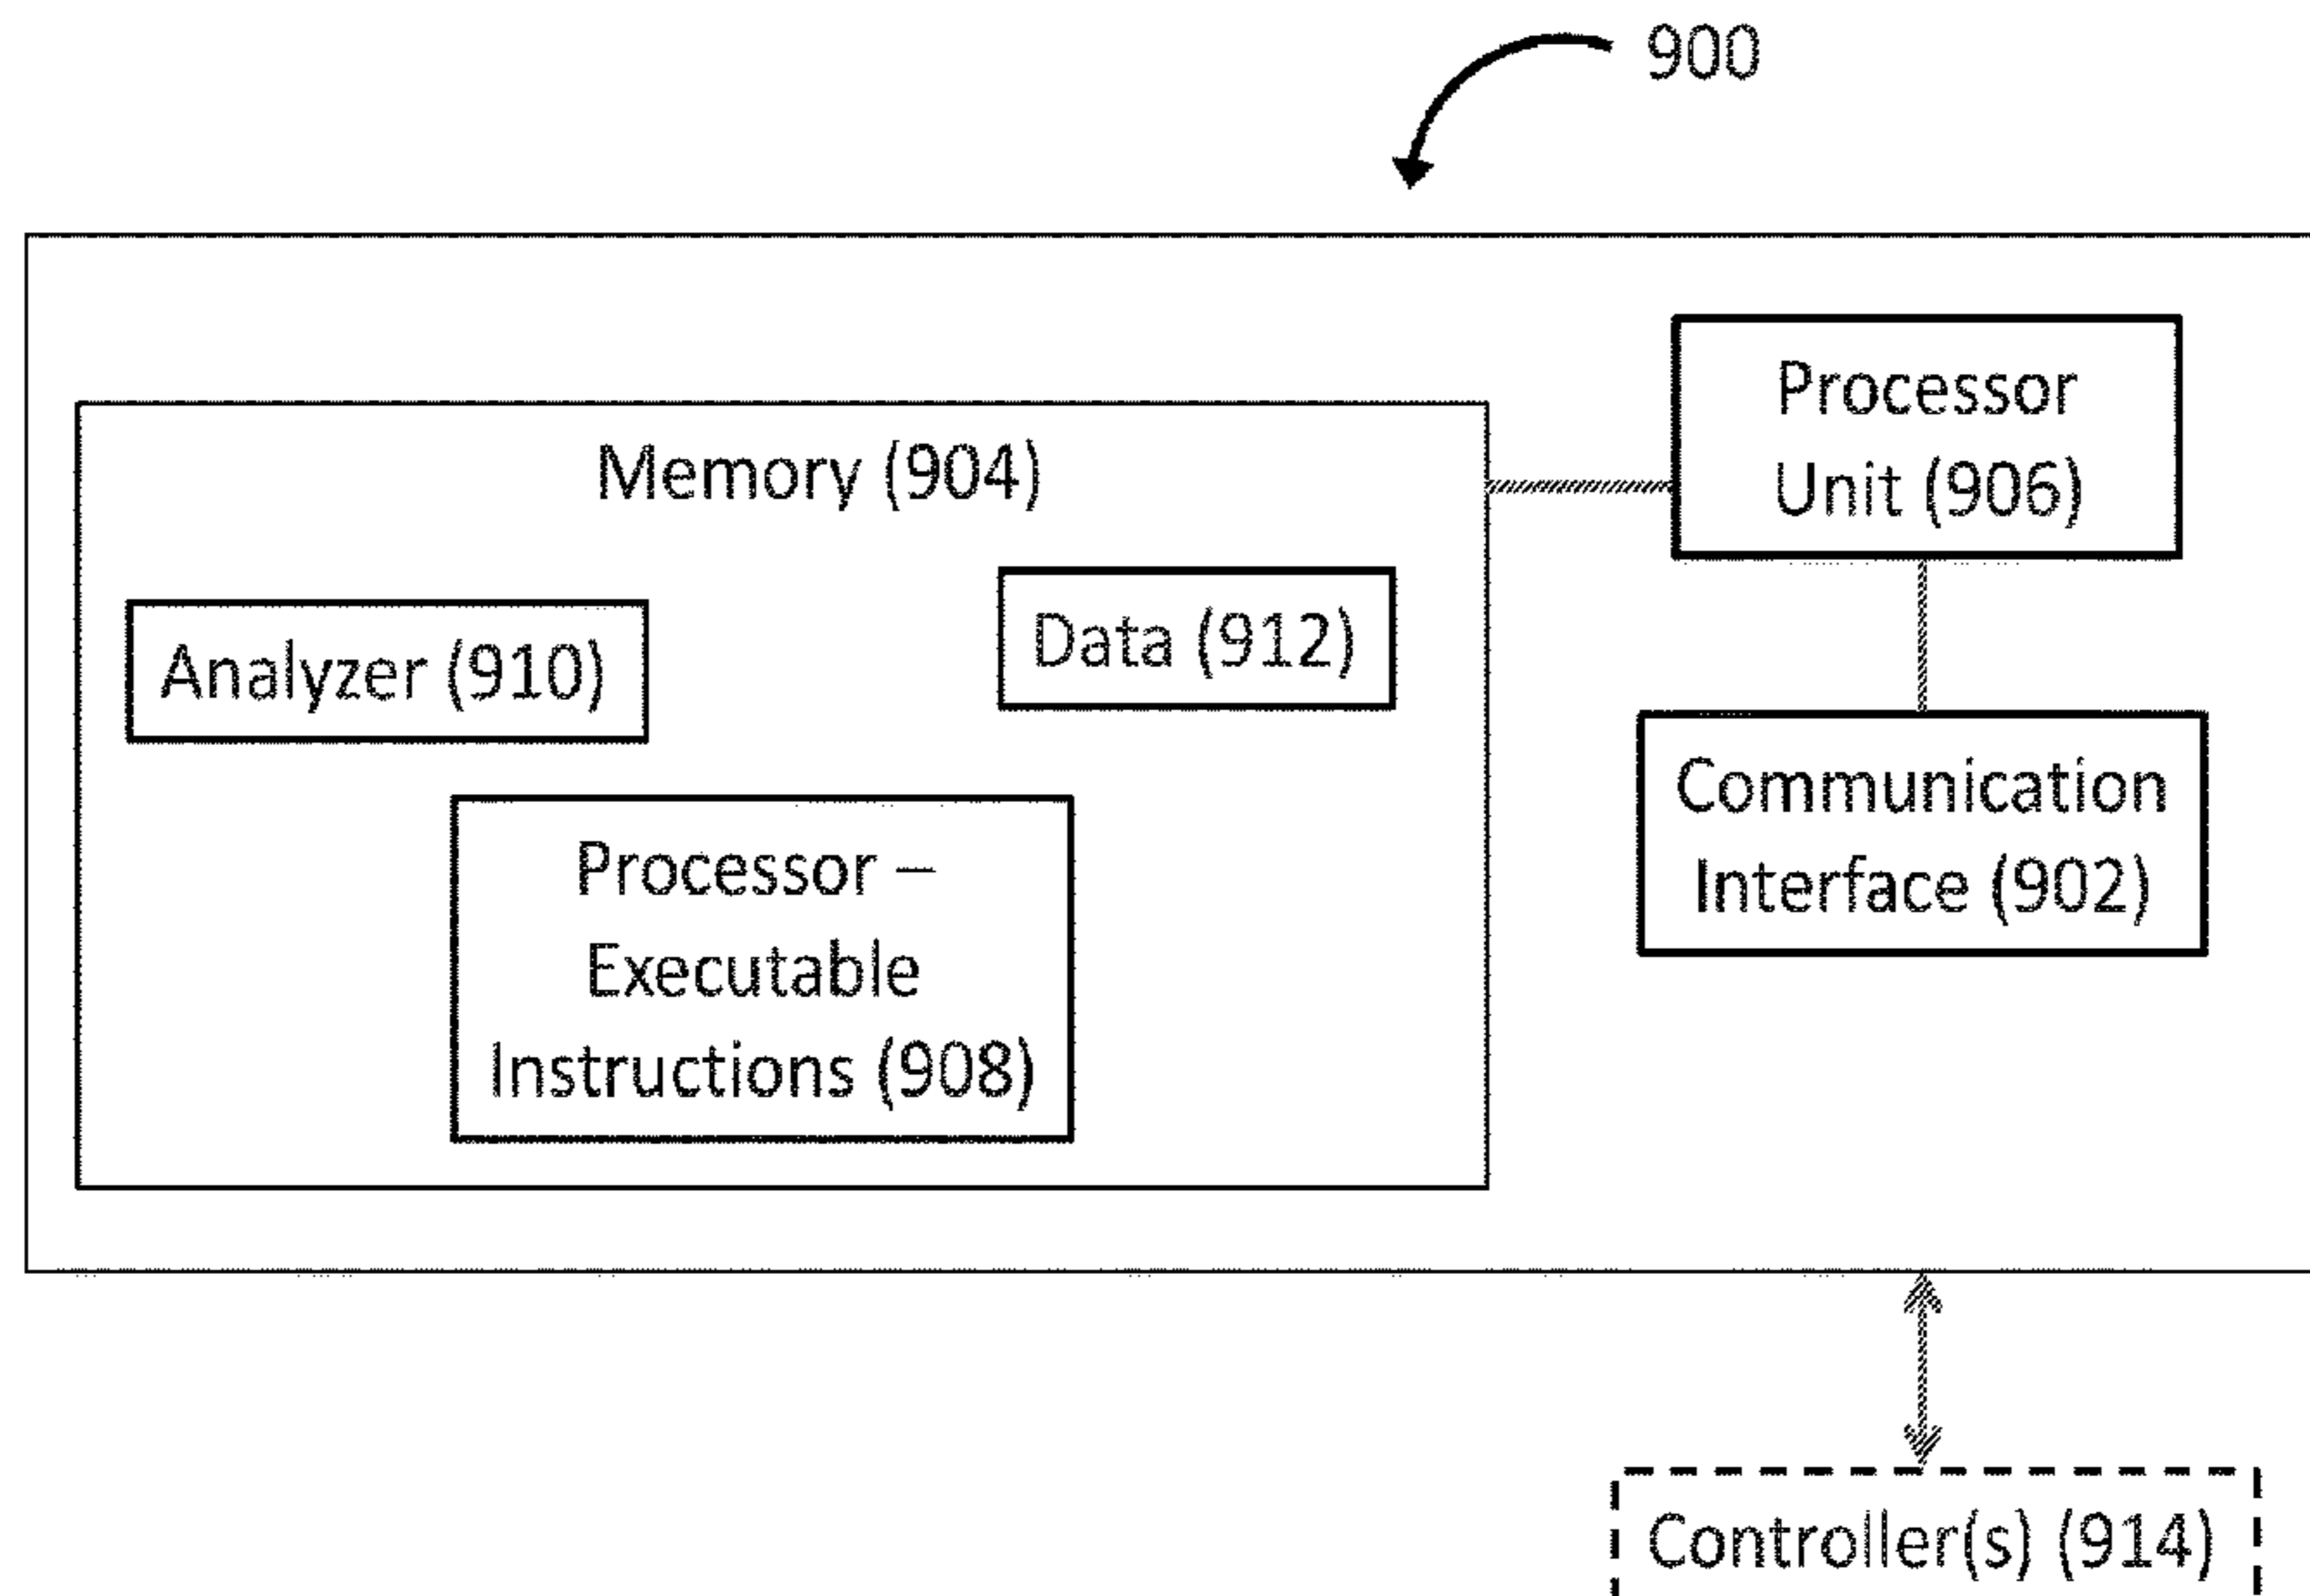 900
Processor
Unit (906)
Memory (904)
Data (912)
Analyzer (910)
Communication
Interface (902)
Processor –
Executable
Instructions (908)
Controller(s) (914)